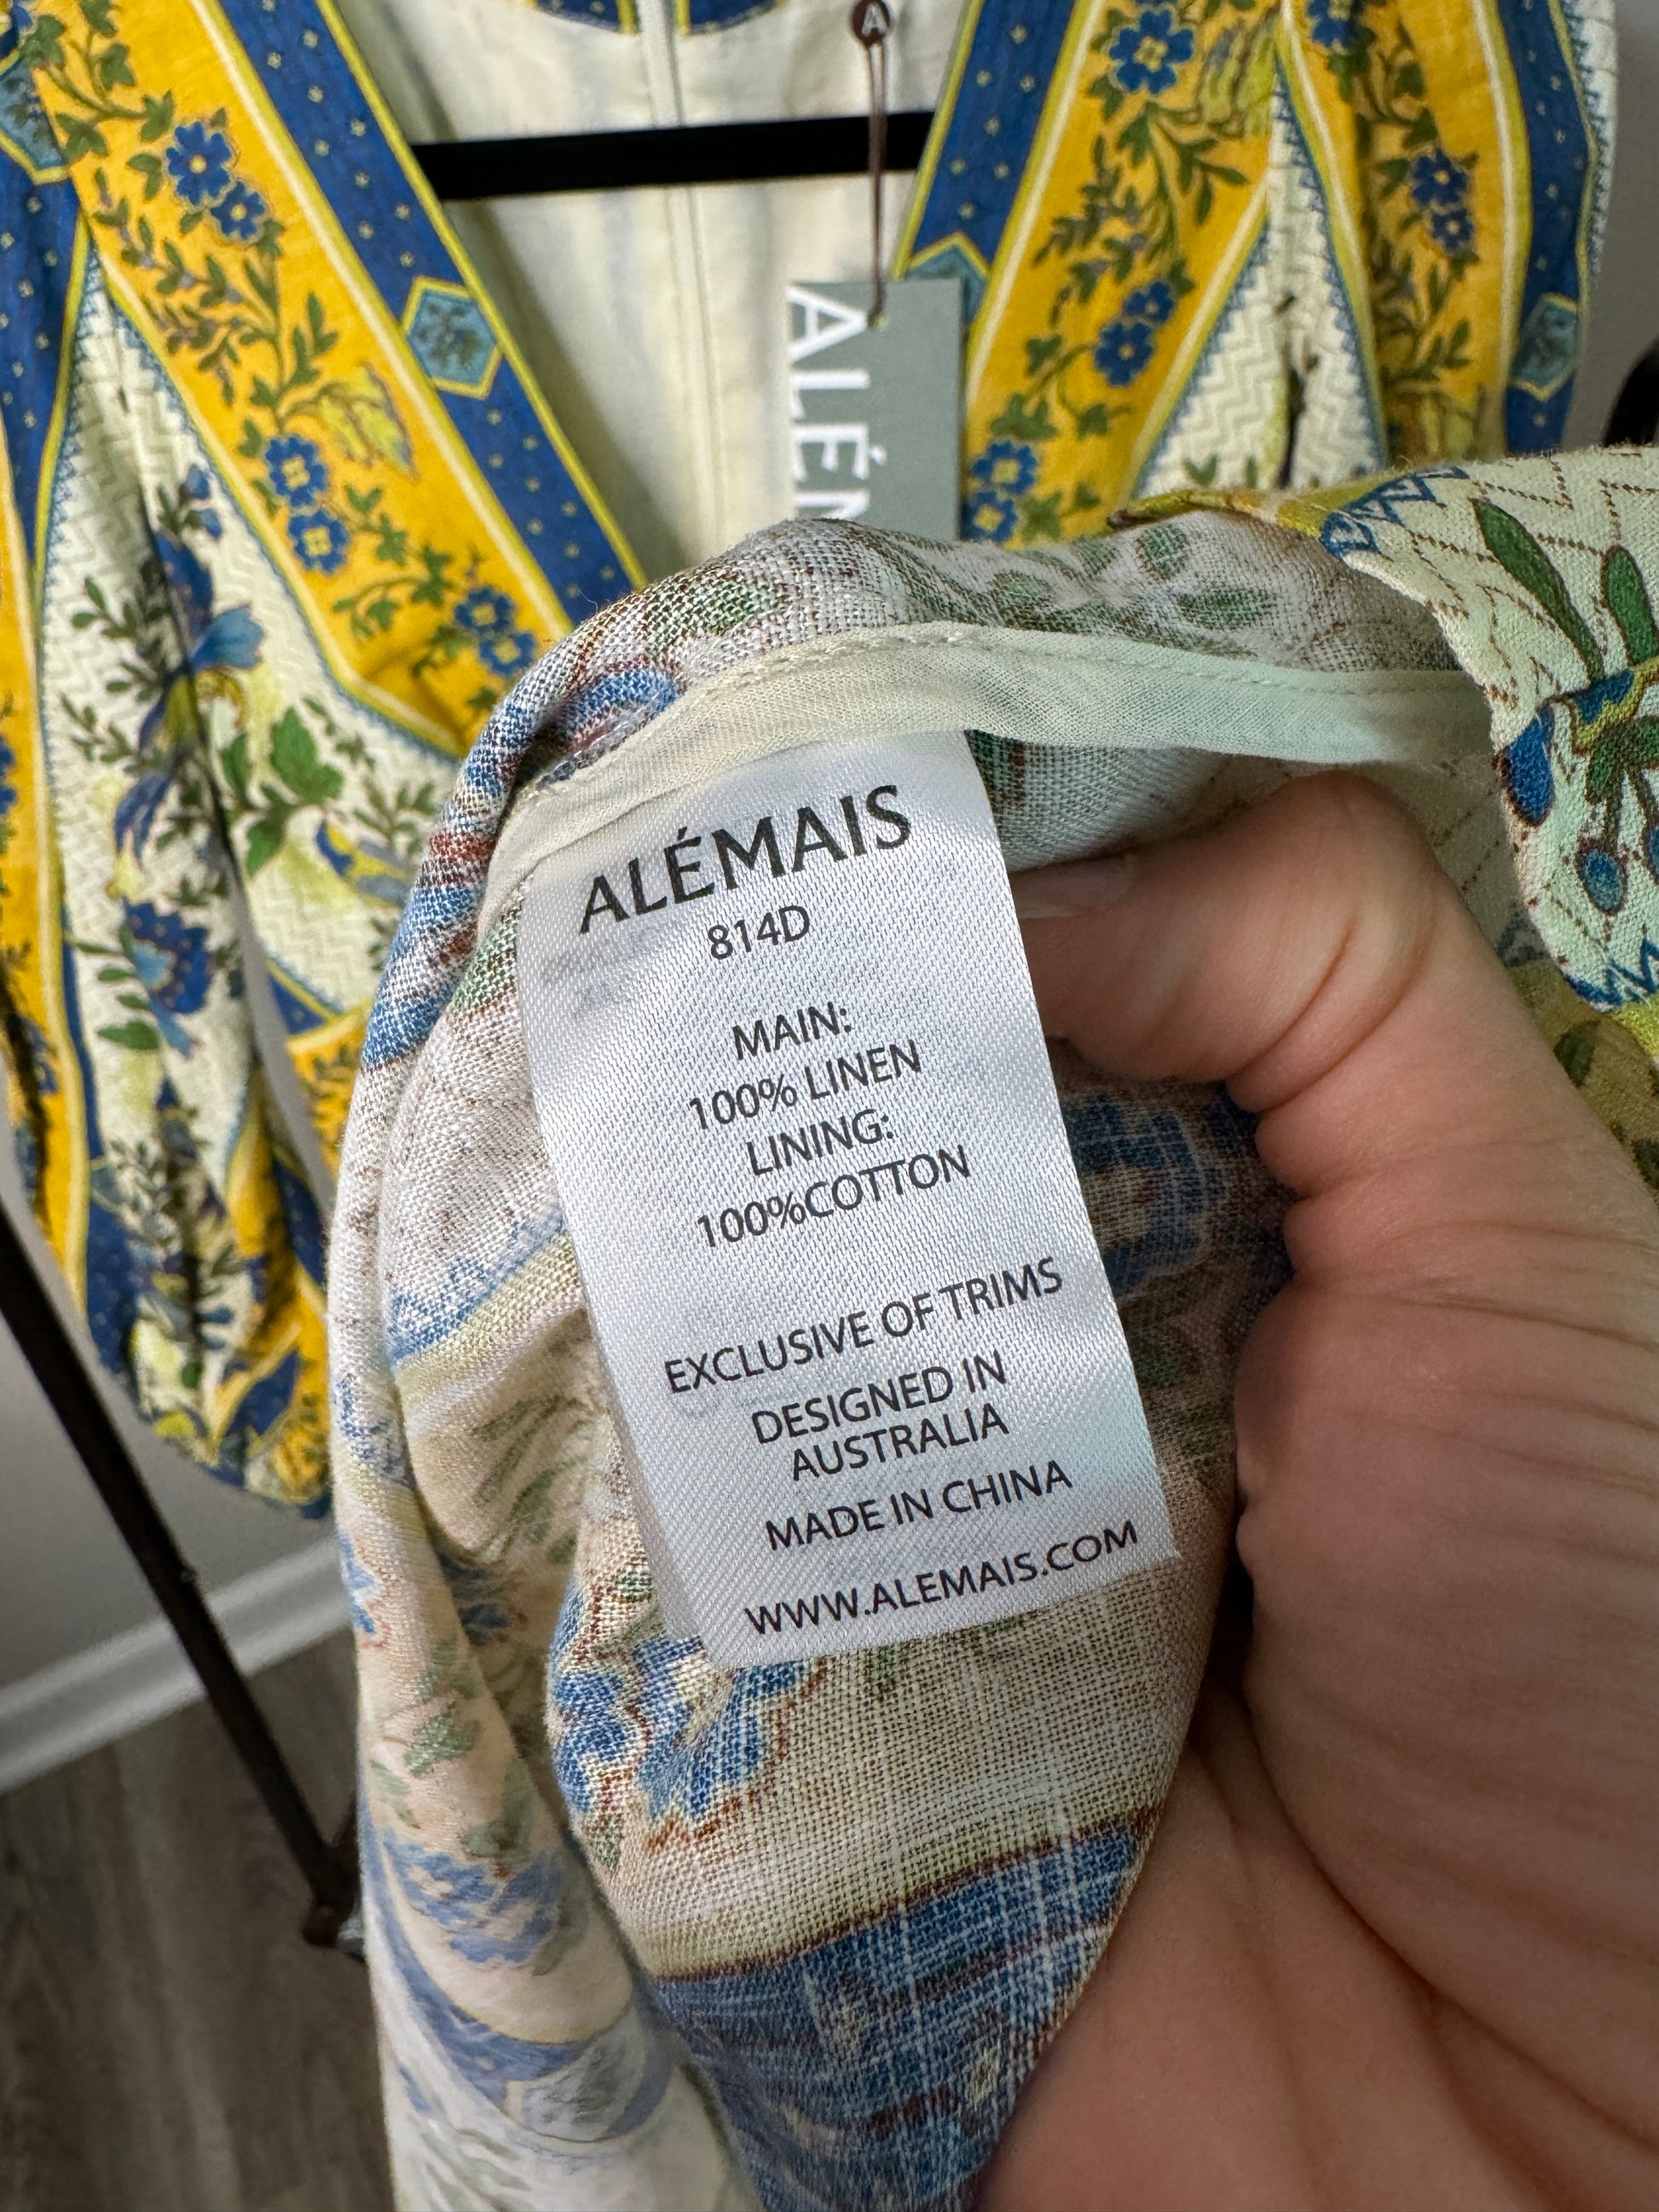 A
ALÉM
ALÉMAIS
814D
MAIN:
100% LINEN
LINING:
100%COTTON
EXCLUSIVE OF TRIMS
DESIGNED IN
AUSTRALIA
MADE IN CHINA
WWW.ALEMAIS.COM